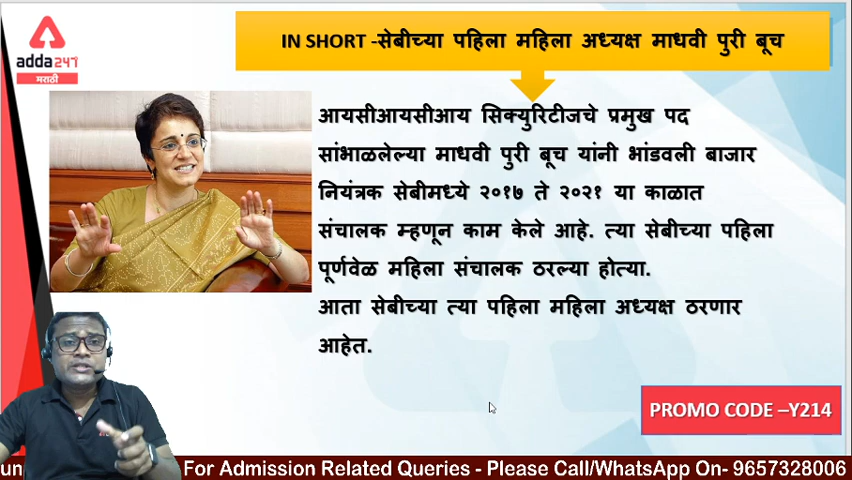 adda247
मराठी
IN SHORT -सेबीच्या पहिला महिला अध्यक्ष माधवी पुरी बूच
आयसीआयसीआय सिक्युरिटीजचे प्रमुख पद
सांभाळलेल्या माधवी पुरी बूच यांनी भांडवली बाजार
नियंत्रक सेबीमध्ये २०१७ ते २०२१ या काळात
संचालक म्हणून काम केले आहे. त्या सेबीच्या पहिला
पूर्णवेळ महिला संचालक ठरल्या होत्या.
आता सेबीच्या त्या पहिला महिला अध्यक्ष ठरणार
आहेत.
PROMO CODE –Y214
For Admission Related Queries - Please Call/WhatsApp On- 9657328006